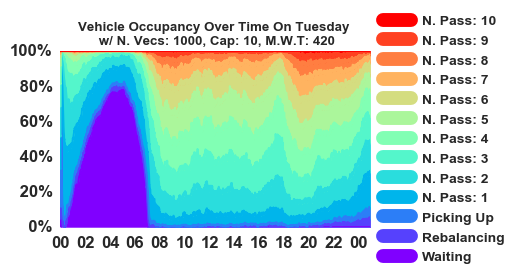 Vehicle Occupancy Over Time On Tuesday
w/ N. Vecs: 1000, Cap: 10, M.W.T: 420
100%
80%
60%
40%
20%
0%
00 02 04 06 08 10 12 14 16 18 20 22 00
N. Pass: 10
N. Pass: 9
N. Pass: 8
N. Pass: 7
N. Pass: 6
N. Pass: 5
N. Pass: 4
N. Pass: 3
N. Pass: 2
N. Pass: 1
Picking Up
Rebalancing
Waiting